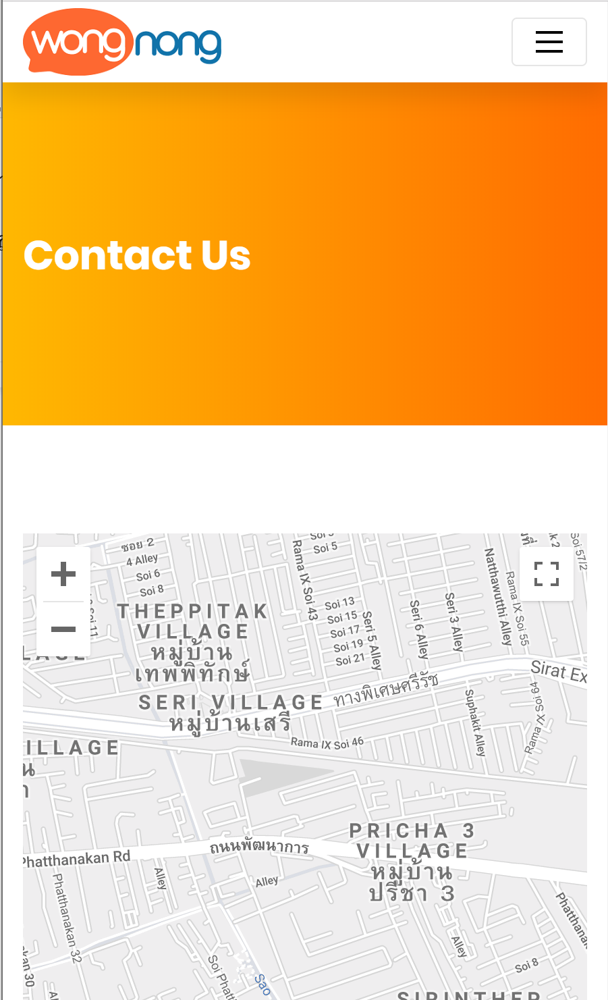 wongnong
Contact Us
ซอย 2
4 Alley
Soi 6
Soi 8
Rama IX Soi 43
Soi 5
Soi 13
Soi 15
Soi 17
Soi 19
Soi 21
Seri 5 Alley
Seri 6 Alley
Seri 3 Alley
Natthawutthi Alley
Rama IX Soi 55
Soi 57/2
Soi 11
THEPPITAK
VILLAGE
หมู่บ้าน
เทพพิทักษ์
LAGE
SERI VILLAGE
หมู่บ้านเสรี
ทางพิเศษศรีรัช
Sirat Ex
Suphakit Alley
Rama IX Soi 64
Rama IX Soi 46
ILLAGE
PRICHA 3
VILLAGE
หมู่บ้าน
ปรีชา 3
ถนนพัฒนาการ
Phatthanakan Rd
Alley
Alley
Phatthanakan 32
kan 30
Soi Phatt
Sao
Alley
Soi 8
Phatthanak
SIRINTHEP